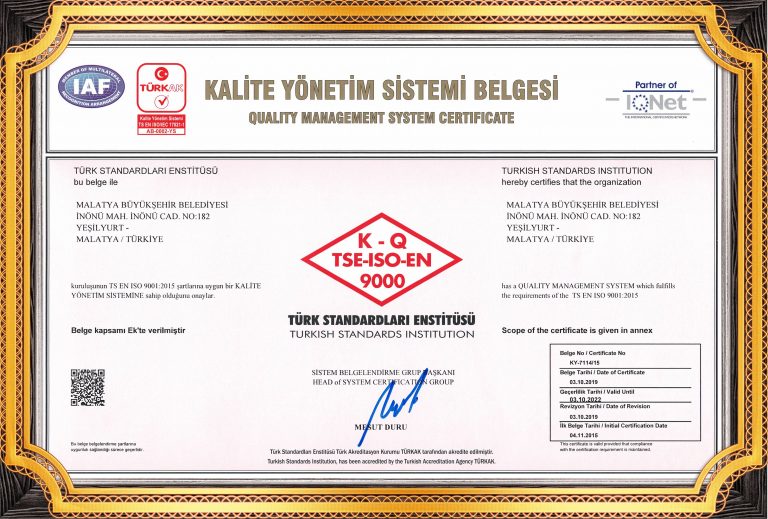 KALİTE YÖNETİM SİSTEMİ BELGESİ
QUALITY MANAGEMENT SYSTEM CERTIFICATE
MEMBER OF MULTILATERAL
IAF
RECOGNITION ARRANGEMENT
TÜRKAK
Kalite Yönetim Sistemi
TS EN ISO/IEC 17021-1
AB-0002-YS
Partner of
IQNet
THE INTERNATIONAL CERTIFICATION NETWORK
TÜRK STANDARDLARI ENSTİTÜSÜ
bu belge ile
MALATYA BÜYÜKŞEHİR BELEDİYESİ
İNÖNÜ MAH. İNÖNÜ CAD. NO:182
YEŞİLYURT -
MALATYA / TÜRKİYE
kuruluşunun TS EN ISO 9001:2015 şartlarına uygun bir KALİTE
YÖNETİM SİSTEMİNE sahip olduğunu onaylar.
Belge kapsamı Ek'te verilmiştir
TURKISH STANDARDS INSTITUTION
hereby certifies that the organization
MALATYA BÜYÜKŞEHİR BELEDİYESİ
İNÖNÜ MAH. İNÖNÜ CAD. NO:182
YEŞİLYURT -
MALATYA / TÜRKİYE
has a QUALITY MANAGEMENT SYSTEM which fulfills
the requirements of the TS EN ISO 9001:2015
Scope of the certificate is given in annex
K - Q
TSE-ISO-EN
9000
TÜRK STANDARDLARI ENSTİTÜSÜ
TURKISH STANDARDS INSTITUTION
SİSTEM BELGELENDİRME GRUP BAŞKANI
HEAD of SYSTEM CERTIFICATION GROUP
MESUT DURU
Belge No / Certificate No
KY-7114/15
Belge Tarihi / Date of Certificate
03.10.2019
Geçerlilik Tarihi / Valid Until
03.10.2022
Revizyon Tarihi / Date of Revision
03.10.2019
İlk Belge Tarihi / Initial Certification Date
04.11.2015
Bu belge belgelendirme şartlarına
uygunluk sağlandığı sürece geçerlidir.
Türk Standardları Enstitüsü Türk Akreditasyon Kurumu TÜRKAK tarafından akredite edilmiştir.
Turkish Standards Institution, has been accredited by the Turkish Accreditation Agency TÜRKAK.
This certificate is valid provided that compliance
with the certification requirement is maintained.